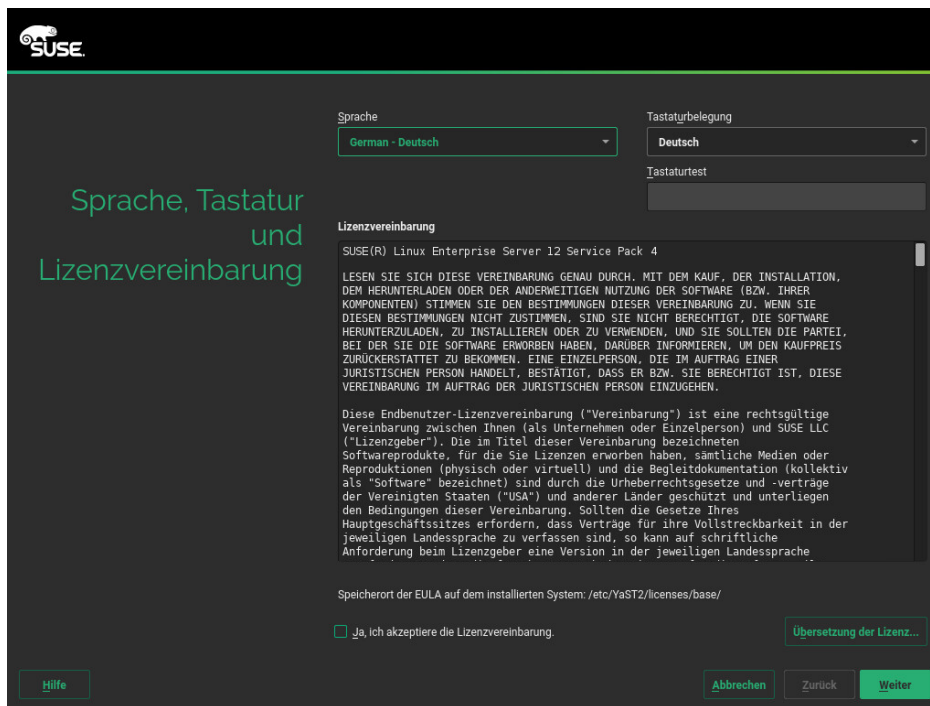 SUSE.
Sprache, Tastatur
und
Lizenzvereinbarung
Sprache
German - Deutsch
Tastaturbelegung
Deutsch
Tastaturtest
Lizenzvereinbarung
SUSE(R) Linux Enterprise Server 12 Service Pack 4
LESEN SIE SICH DIESE VEREINBARUNG GENAU DURCH. MIT DEM KAUF, DER INSTALLATION,
DEM HERUNTERLADEN ODER DER ANDERWEITIGEN NUTZUNG DER SOFTWARE (BZW. IHRER
KOMPONENTEN) STIMMEN SIE DEN BESTIMMUNGEN DIESER VEREINBARUNG ZU. WENN SIE
DIESEN BESTIMMUNGEN NICHT ZUSTIMMEN, SIND SIE NICHT BERECHTIGT, DIE SOFTWARE
HERUNTERZULADEN, ZU INSTALLIEREN ODER ZU VERWENDEN, UND SIE SOLLTEN DIE PARTEI,
BEI DER SIE DIE SOFTWARE ERWORBEN HABEN, DARÜBER INFORMIEREN, UM DEN KAUFPREIS
ZURÜCKERSTATTET ZU BEKOMMEN. EINE EINZELPERSON, DIE IM AUFTRAG EINER
JURISTISCHEN PERSON HANDELT, BESTÄTIGT, DASS ER BZW. SIE BERECHTIGT IST, DIESE
VEREINBARUNG IM AUFTRAG DER JURISTISCHEN PERSON EINZUGEHEN.
Diese Endbenutzer-Lizenzvereinbarung ("Vereinbarung") ist eine rechtsgültige
Vereinbarung zwischen Ihnen (als Unternehmen oder Einzelperson) und SUSE LLC
("Lizenzgeber"). Die im Titel dieser Vereinbarung bezeichneten
Softwareprodukte, für die Sie Lizenzen erworben haben, sämtliche Medien oder
Reproduktionen (physisch oder virtuell) und die Begleitdokumentation (kollektiv
als "Software" bezeichnet) sind durch die Urheberrechtsgesetze und -verträge
der Vereinigten Staaten ("USA") und anderer Länder geschützt und unterliegen
den Bedingungen dieser Vereinbarung. Sollten die Gesetze Ihres
Hauptgeschäftssitzes erfordern, dass Verträge für ihre Vollstreckbarkeit in der
jeweiligen Landessprache zu verfassen sind, so kann auf schriftliche
Anforderung beim Lizenzgeber eine Version in der jeweiligen Landessprache
Speicherort der EULA auf dem installierten System: /etc/YaST2/licenses/base/
Ja, ich akzeptiere die Lizenzvereinbarung.
Übersetzung der Lizenz...
Hilfe
Abbrechen
Zurück
Weiter